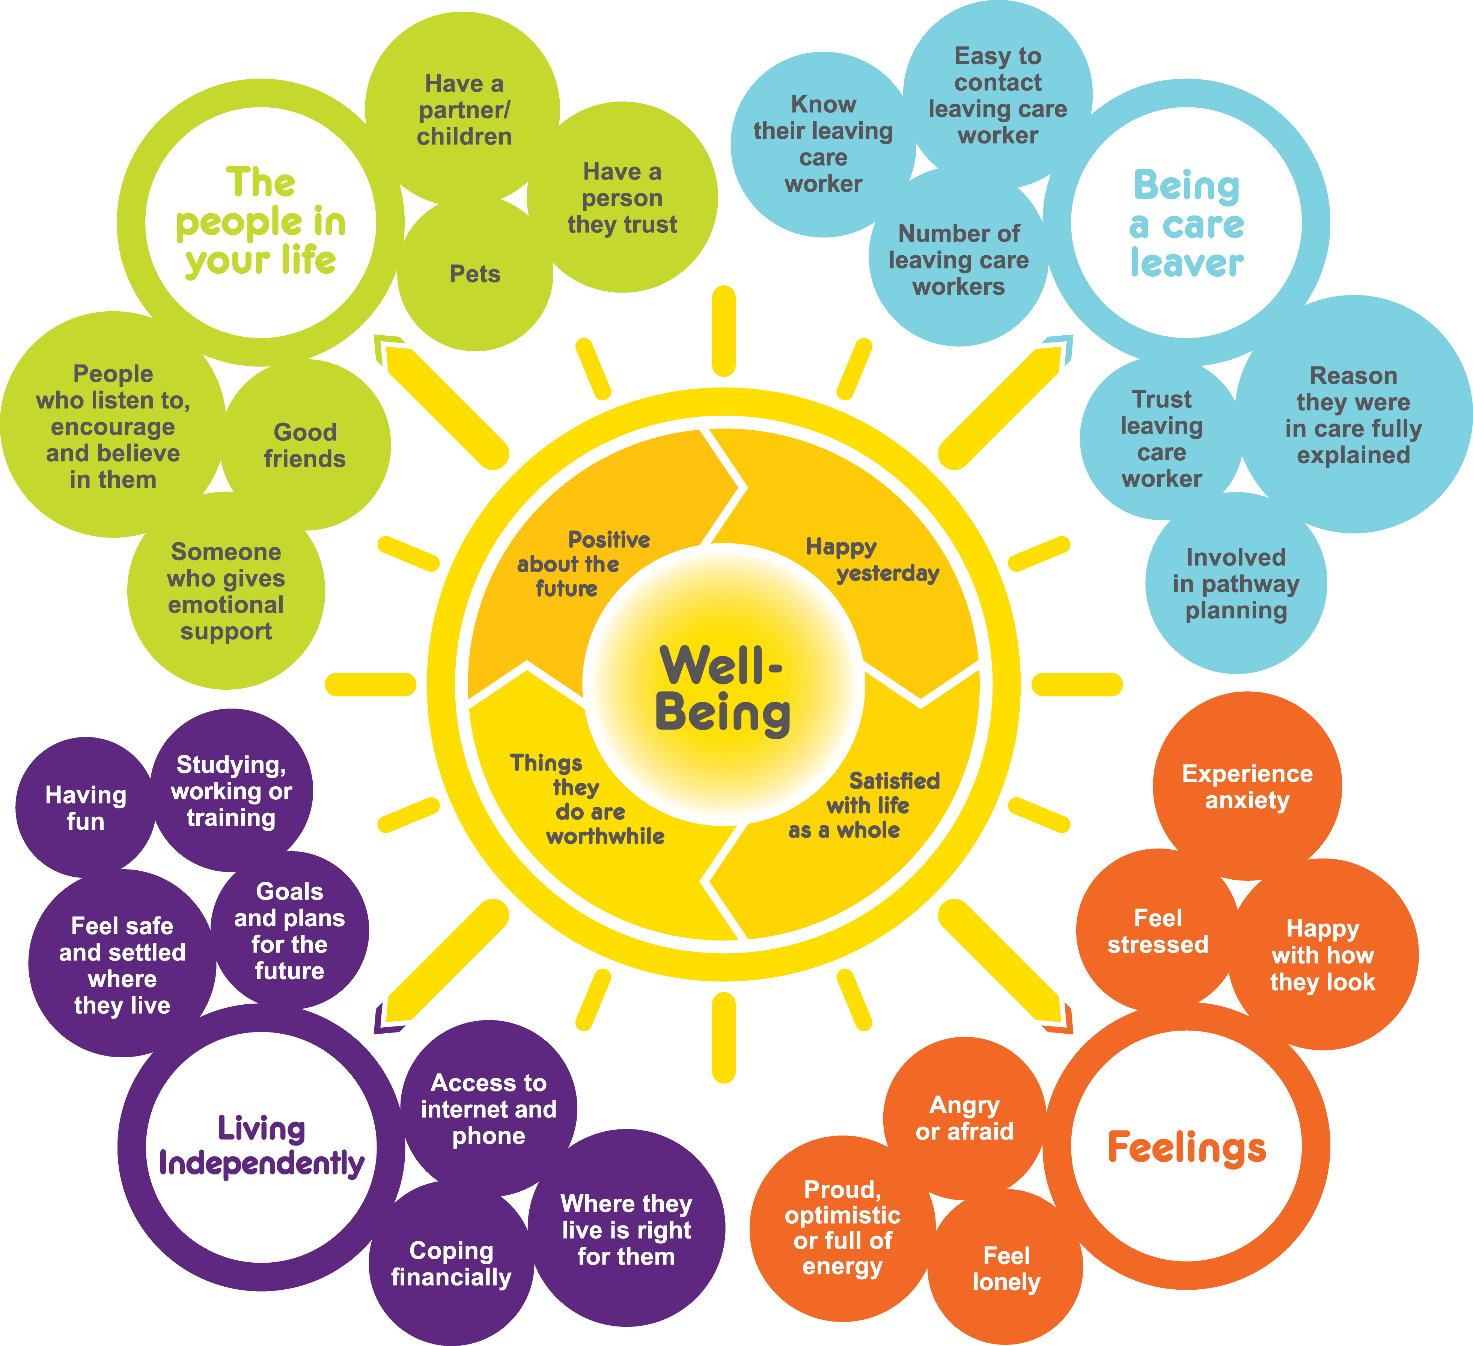 The
people in
your life
Have a
partner/
children
Have a
person
they trust
Pets
People
who listen to,
encourage
and believe
in them
Good
friends
Someone
who gives
emotional
support
Know
their leaving
care
worker
Easy to
contact
leaving care
worker
Number of
leaving care
workers
Being
a care
leaver
Reason
they were
in care fully
explained
Trust
leaving
care
worker
Involved
in pathway
planning
Positive
about the
future
Happy
yesterday
Well-
Being
Things
they
do are
worthwhile
Satisfied
with life
as a whole
Having
fun
Studying,
working or
training
Goals
and plans
for the
future
Feel safe
and settled
where
they live
Living
Independently
Access to
internet and
phone
Where they
live is right
for them
Coping
financially
Experience
anxiety
Feel
stressed
Happy
with how
they look
Angry
or afraid
Feelings
Proud,
optimistic
or full of
energy
Feel
lonely